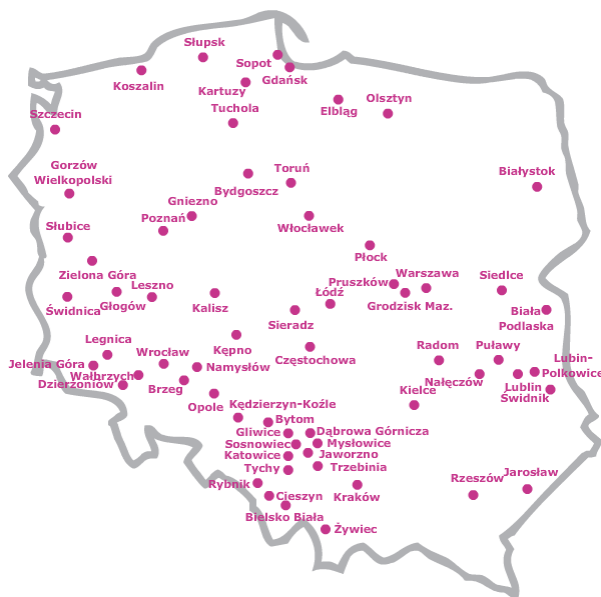 Słupsk
Sopot
Gdańsk
Koszalin
Kartuzy
Olsztyn
Elbląg
Tuchola
Szczecin
Gorzów
Wielkopolski
Toruń
Białystok
Bydgoszcz
Gniezno
Poznań
Włocławek
Słubice
Płock
Zielona Góra
Leszno
Warszawa
Pruszków
Siedlce
Głogów
Świdnica
Kalisz
Łódź
Grodzisk Maz.
Biała
Podlaska
Sieradz
Legnica
Wrocław
Kępno
Częstochowa
Radom
Puławy
Lubin-
Polkowice
Jelenia Góra
Wałbrzych
Namysłów
Dzierżoniów
Brzeg
Nałęczów
Lublin
Świdnik
Opole
Kielce
Kędzierzyn-Koźle
Bytom
Gliwice
Dąbrowa Górnicza
Sosnowiec
Mysłowice
Katowice
Jaworzno
Tychy
Trzebinia
Rybnik
Cieszyn
Kraków
Rzeszów
Jarosław
Bielsko Biała
Żywiec